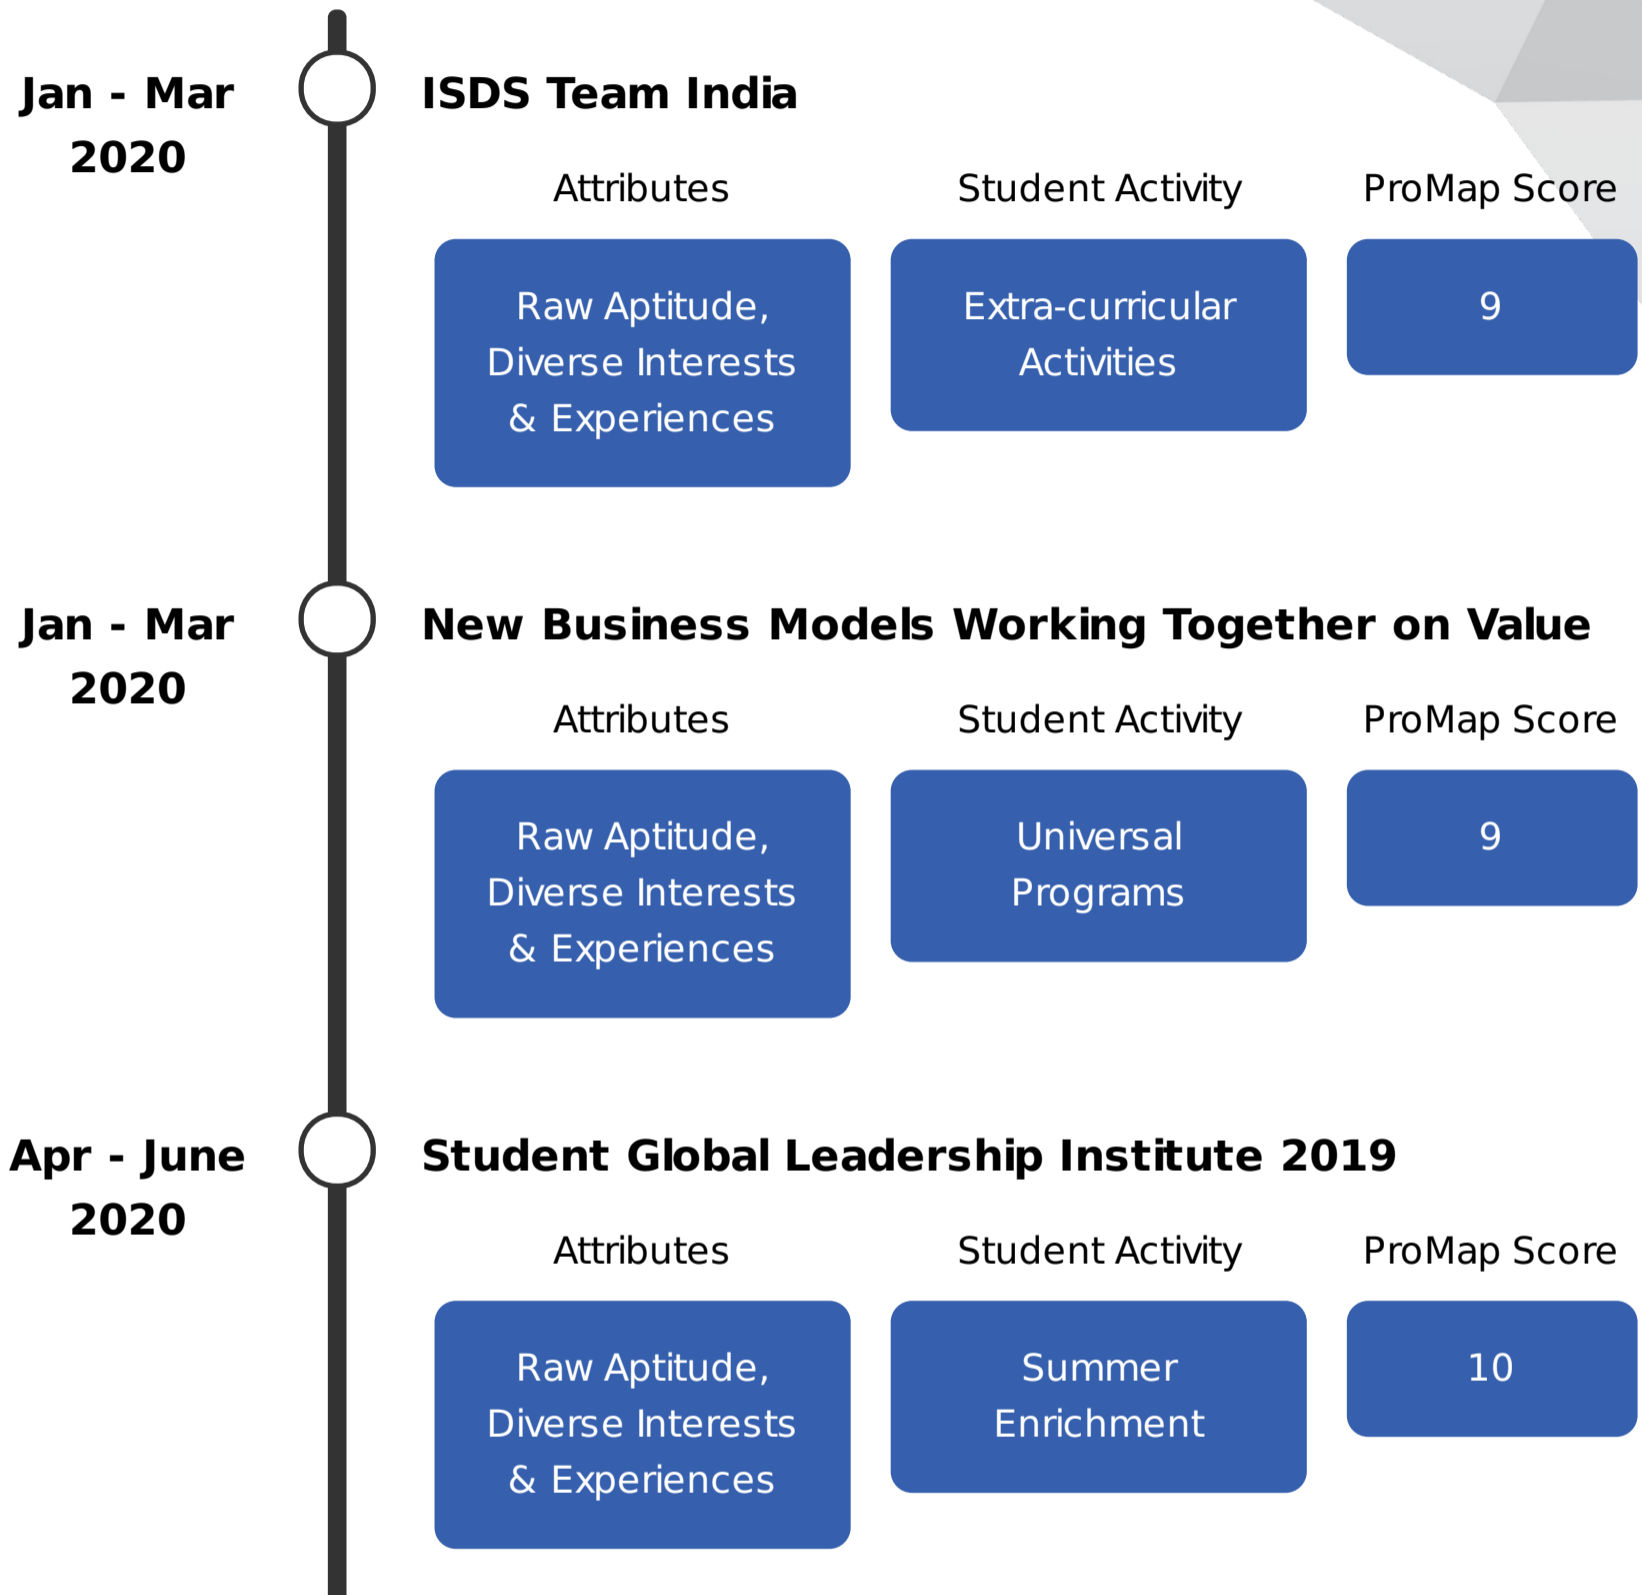 Jan - Mar
2020
ISDS Team India
Attributes
Student Activity
ProMap Score
Raw Aptitude,
Diverse Interests
& Experiences
Extra-curricular
Activities
9
Jan - Mar
2020
New Business Models Working Together on Value
Attributes
Student Activity
ProMap Score
Raw Aptitude,
Diverse Interests
& Experiences
Universal
Programs
9
Apr - June
2020
Student Global Leadership Institute 2019
Attributes
Student Activity
ProMap Score
Raw Aptitude,
Diverse Interests
& Experiences
Summer
Enrichment
10